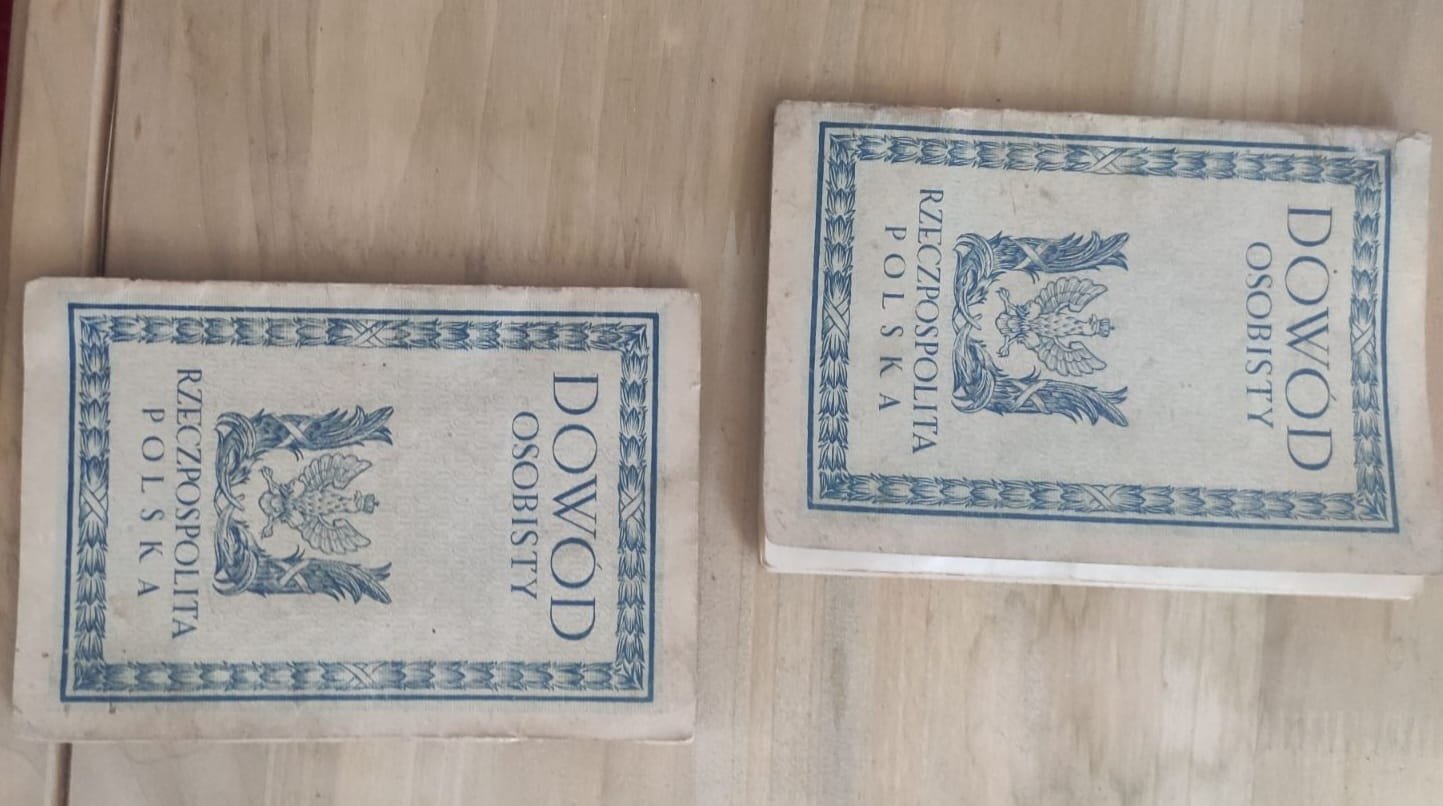 DOWÓD
OSOBISTY
RZECZPOSPOLITA
POLSKA
DOWÓD
OSOBISTY
RZECZPOSPOLITA
POLSKA